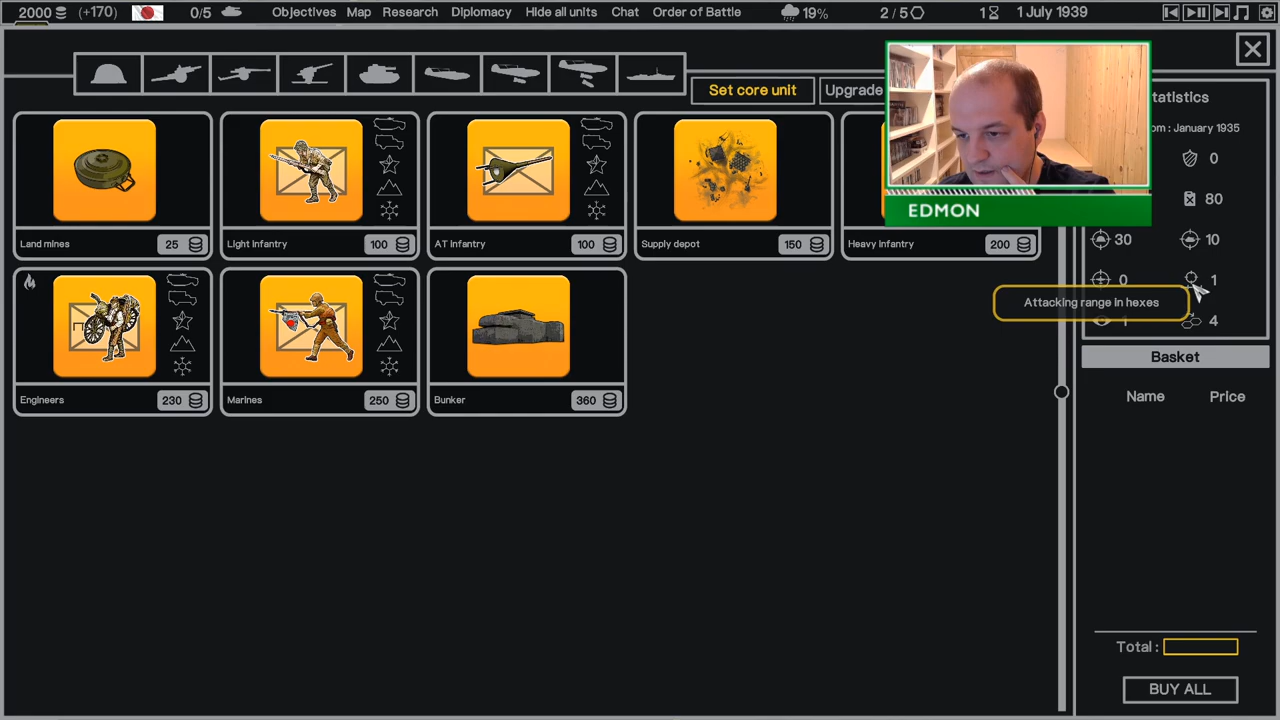 2000 (+170) 0/5 Objectives Map Research Diplomacy Hide all units Chat Order of Battle 19% 2 / 5 1 1 July 1939
Set core unit Upgrade
EDMON
Land mines 25
Light Infantry 100
AT Infantry 100
Supply depot 150
Heavy Infantry 200
Engineers 230
Marines 250
Bunker 360
: January 1935
0
80
30 10
0 1
Attacking range in hexes
1 4
Basket
Name Price
Total :
BUY ALL